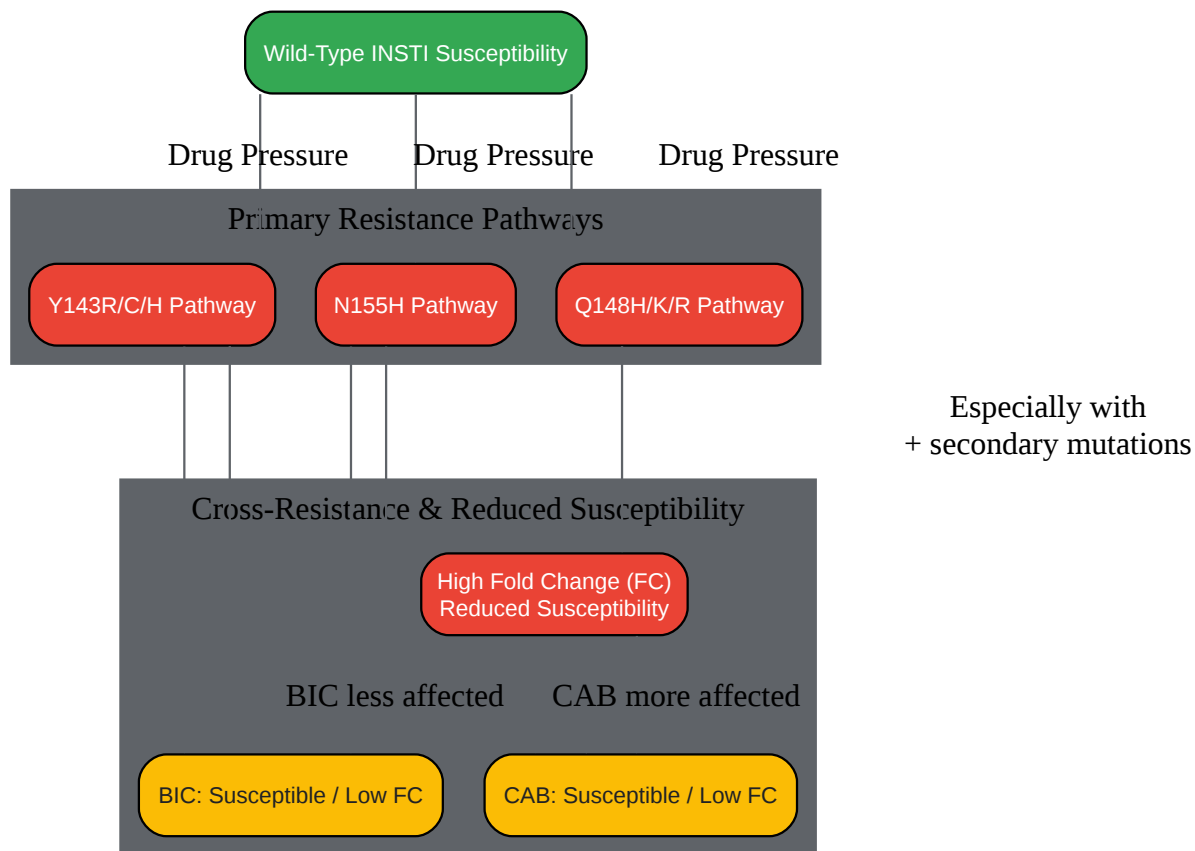 Wild-Type INSTI Susceptibility
Drug Pressure
Drug Pressure
Drug Pressure
Primary Resistance Pathways
Y143R/C/H Pathway
N155H Pathway
Q148H/K/R Pathway
Especially with
+ secondary mutations
Cross-Resistance & Reduced Susceptibility
High Fold Change (FC)
Reduced Susceptibility
BIC less affected
CAB more affected
BIC: Susceptible / Low FC
CAB: Susceptible / Low FC